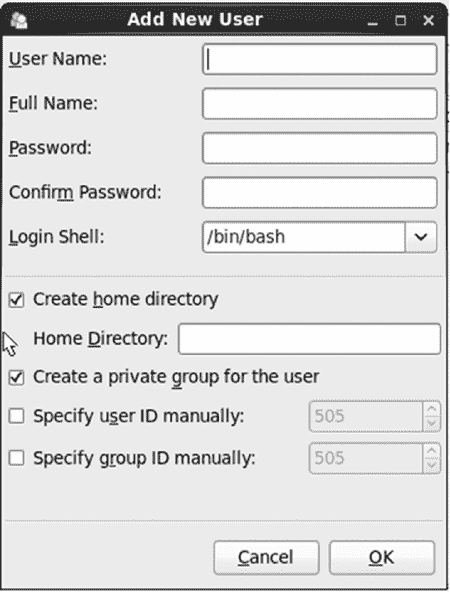 Add New User
User Name:
Full Name:
Password:
Confirm Password:
Login Shell: /bin/bash
Create home directory
Home Directory:
Create a private group for the user
Specify user ID manually: 505
Specify group ID manually: 505
Cancel OK